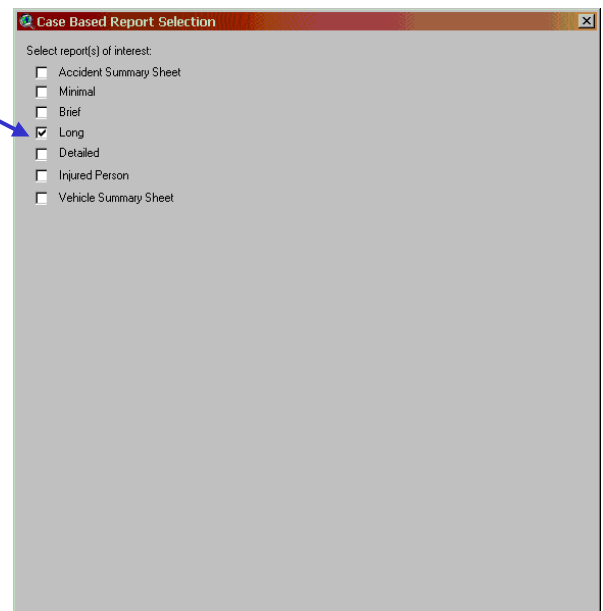 Case Based Report Selection
Select report(s) of interest:
Accident Summary Sheet
Minimal
Brief
Long
Detailed
Injured Person
Vehicle Summary Sheet